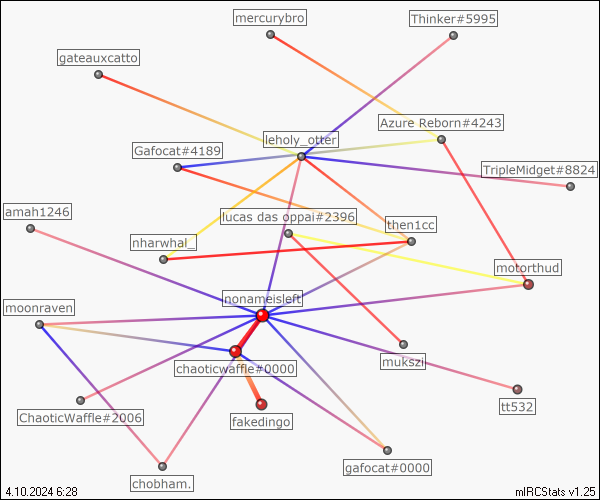 mercurybro
Thinker#5995
gateauxcatto
Azure Reborn#4243
leholy_otter
Gafocat#4189
TripleMidget#8824
amah1246
lucas das oppai#2396
then1cc
nharwhal_
motorthud
nonameisleft
moonraven
mukszi
chaoticwaffle#0000
ChaoticWaffle#2006
tt532
fakedingo
gafocat#0000
chobham.
4.10.2024 6:28
mIRCStats v1.25